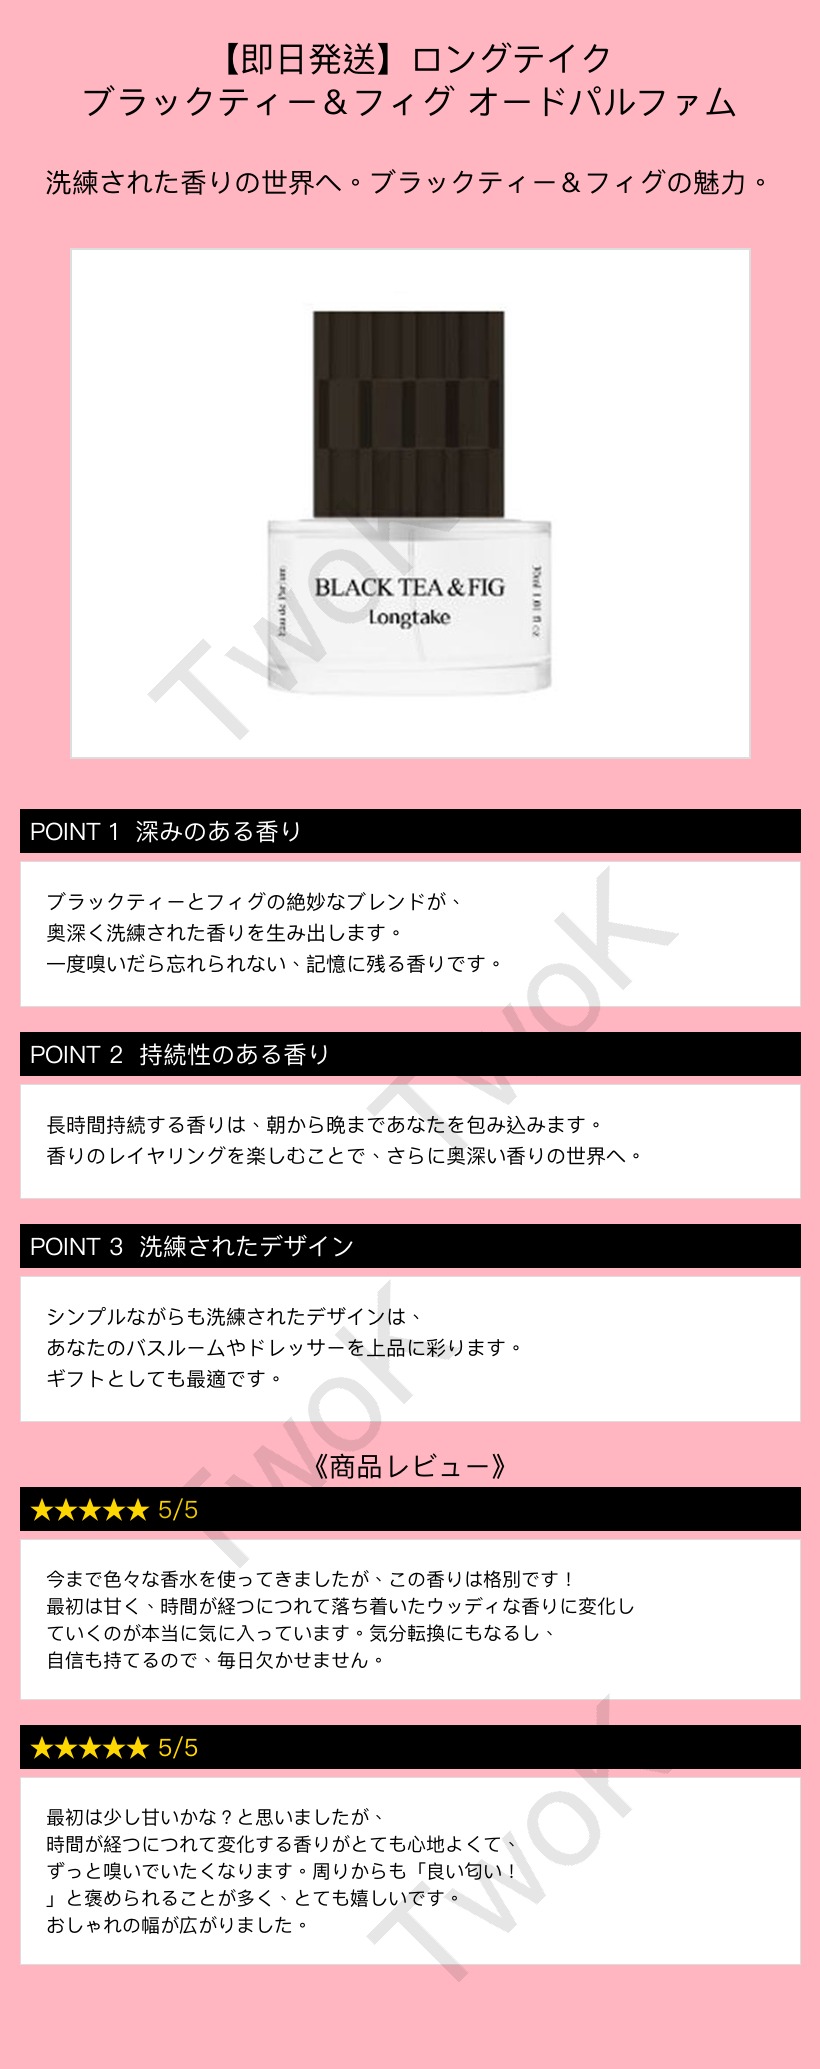 【即日発送】ロングテイク
ブラックティー＆フィグ オードパルファム
洗練された香りの世界へ。ブラックティー＆フィグの魅力。
BLACK TEA & FIG
Longtake
Eau de Parfum
30ml 1.01 fl oz
TwoK
POINT 1 深みのある香り
ブラックティーとフィグの絶妙なブレンドが、
奥深く洗練された香りを生み出します。
一度嗅いだら忘れられない、記憶に残る香りです。
TwoK
POINT 2 持続性のある香り
長時間持続する香りは、朝から晩まであなたを包み込みます。
香りのレイヤリングを楽しむことで、さらに奥深い香りの世界へ。
POINT 3 洗練されたデザイン
シンプルながらも洗練されたデザインは、
あなたのバスルームやドレッサーを上品に彩ります。
ギフトとしても最適です。
TwoK
《商品レビュー》
★★★★★ 5/5
今まで色々な香水を使ってきましたが、この香りは格別です！
最初は甘く、時間が経つにつれて落ち着いたウッディな香りに変化し
ていくのが本当に気に入っています。気分転換にもなるし、
自信も持てるので、毎日欠かせません。
★★★★★ 5/5
最初は少し甘いかな？と思いましたが、
時間が経つにつれて変化する香りがとても心地よくて、
ずっと嗅いでいたくなります。周りからも「良い匂い！
」と褒められることが多く、とても嬉しいです。
おしゃれの幅が広がりました。
TwoK